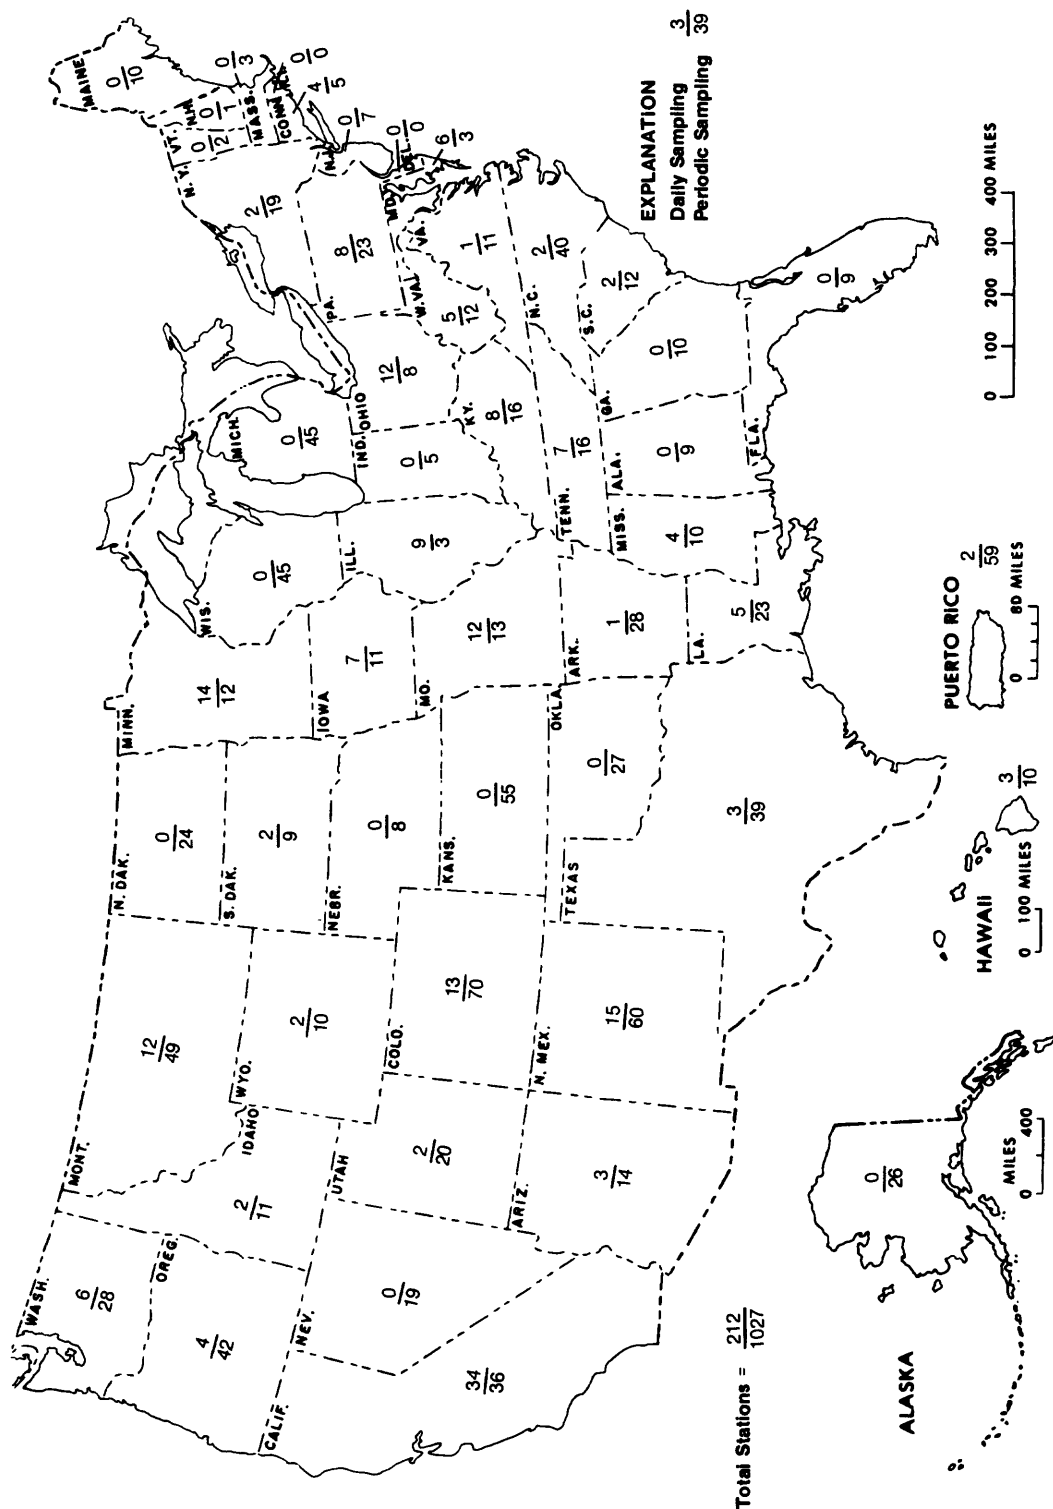 WASH.
6
28
OREG.
4
42
CALIF.
34
36
NEV.
0
19
IDAHO
2
11
MONT.
12
49
WYO.
2
10
UTAH
2
20
COLO.
13
70
ARIZ.
3
14
N. MEX.
15
60
N. DAK.
0
24
S. DAK.
2
9
NEBR.
0
8
KANS.
0
55
OKLA.
0
27
TEXAS
3
39
MINN.
14
12
IOWA
7
11
MO.
12
13
ARK.
1
28
LA.
5
23
WIS.
0
45
ILL.
9
3
MICH.
0
45
IND.
0
5
OHIO
12
8
KY.
8
16
TENN.
7
16
MISS.
4
10
ALA.
0
9
GA.
0
10
FLA.
0
9
S.C.
2
12
N.C.
2
40
VA.
1
11
W.VA.
5
12
PA.
8
23
N.Y.
2
19
VT.
0
2
N.H.
0
1
MAINE
0
10
MASS.
0
3
R.I.
0
0
CONN.
4
5
N.J.
0
7
DEL.
0
0
MD.
6
3
EXPLANATION
Daily Sampling 3
Periodic Sampling 39
0 100 200 300 400 MILES
Total Stations = 212
1027
ALASKA
0
26
MILES
0 400
HAWAII
3
10
0 100 MILES
PUERTO RICO
2
59
0 80 MILES